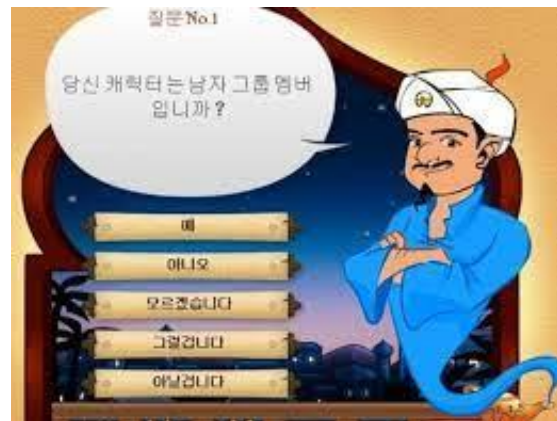 질문 No.1
당신 캐릭터는 남자 그룹 멤버
입니까 ?
예
아니오
모르겠습니다
그럴겁니다
아닐겁니다